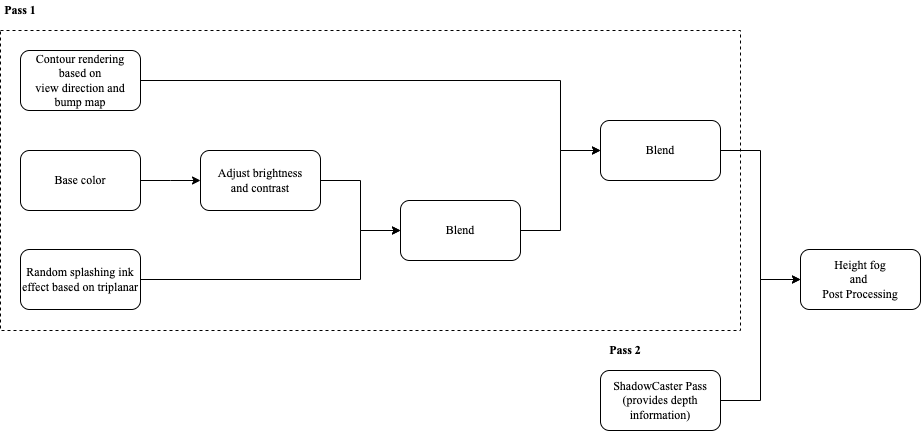 Pass 1
Contour rendering
based on
view direction and
bump map
Base color
Adjust brightness
and contrast
Random splashing ink
effect based on triplanar
Blend
Blend
Height fog
and
Post Processing
Pass 2
ShadowCaster Pass
(provides depth
information)